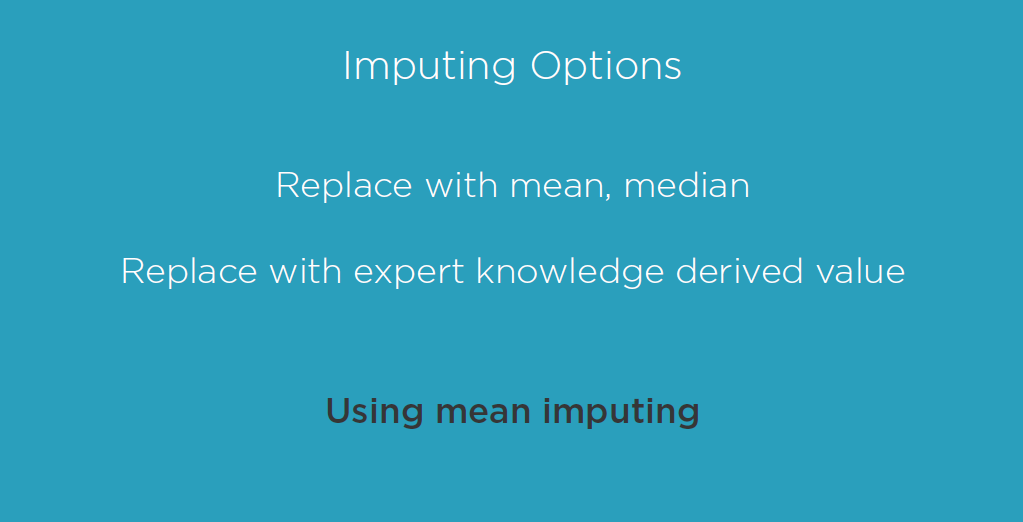 Imputing Options
Replace with mean, median
Replace with expert knowledge derived value
Using mean imputing